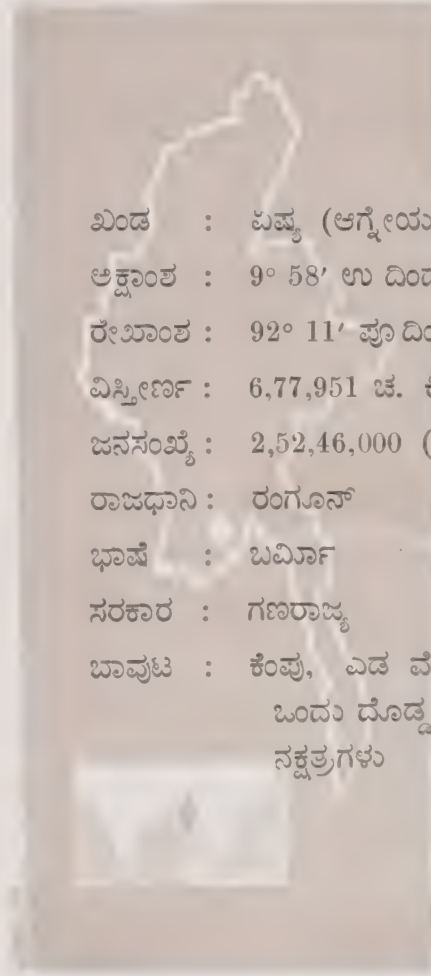 ಖಂಡ : ಏಷ್ಯ (ಆಗ್ನೇಯ
ಅಕ್ಷಾಂಶ : 9° 58′ ಉ ದಿಂದ
ರೇಖಾಂಶ : 92° 11′ ಪೂ ದಿಂ
ವಿಸ್ತೀರ್ಣ : 6,77,951 ಚ. ಕಿ
ಜನಸಂಖ್ಯೆ : 2,52,46,000 (
ರಾಜಧಾನಿ : ರಂಗೂನ್
ಭಾಷೆ : ಬರ್ಮೀ
ಸರಕಾರ : ಗಣರಾಜ್ಯ
ಬಾವುಟ : ಕೆಂಪು, ಎಡ ಮೇ
ಒಂದು ದೊಡ್ಡ
ನಕ್ಷತ್ರಗಳು